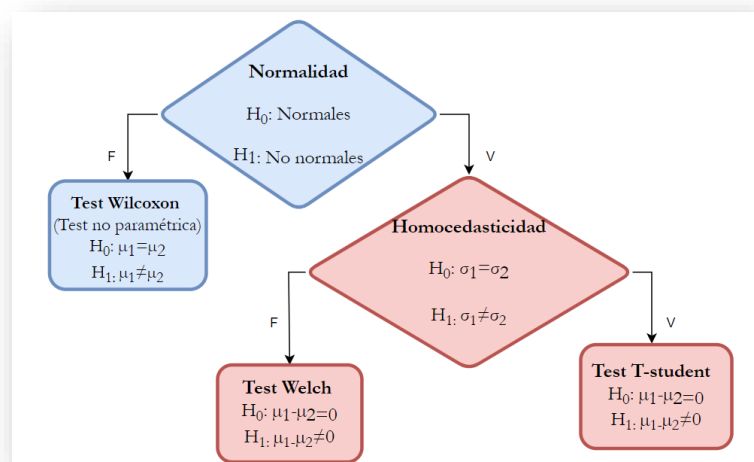 Normalidad
H₀: Normales
H₁: No normales
F
V
Test Wilcoxon
(Test no paramétrica)
H₀: μ₁=μ₂
H₁: μ₁≠μ₂
Homocedasticidad
H₀: σ₁=σ₂
H₁: σ₁≠σ₂
F
V
Test Welch
H₀: μ₁-μ₂=0
H₁: μ₁-μ₂≠0
Test T-student
H₀: μ₁-μ₂=0
H₁: μ₁-μ₂≠0